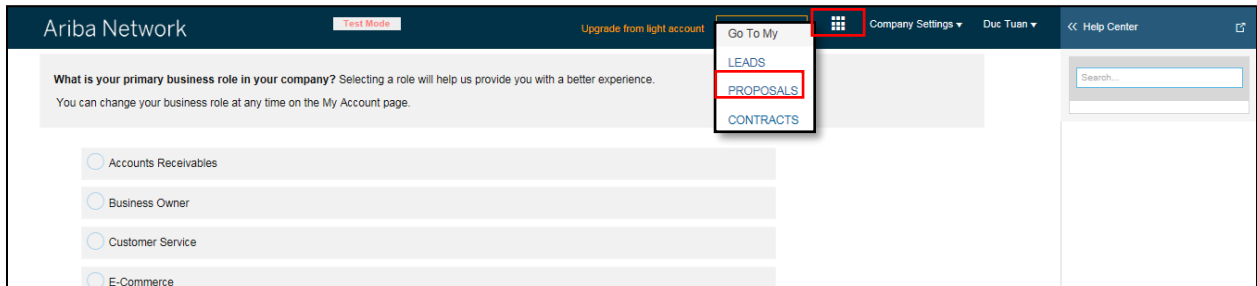 Ariba Network
Test Mode
Upgrade from light account
Company Settings
Duc Tuan
Help Center
Go To My
LEADS
PROPOSALS
CONTRACTS
Search...
What is your primary business role in your company? Selecting a role will help us provide you with a better experience.
You can change your business role at any time on the My Account page.
Accounts Receivables
Business Owner
Customer Service
E-Commerce